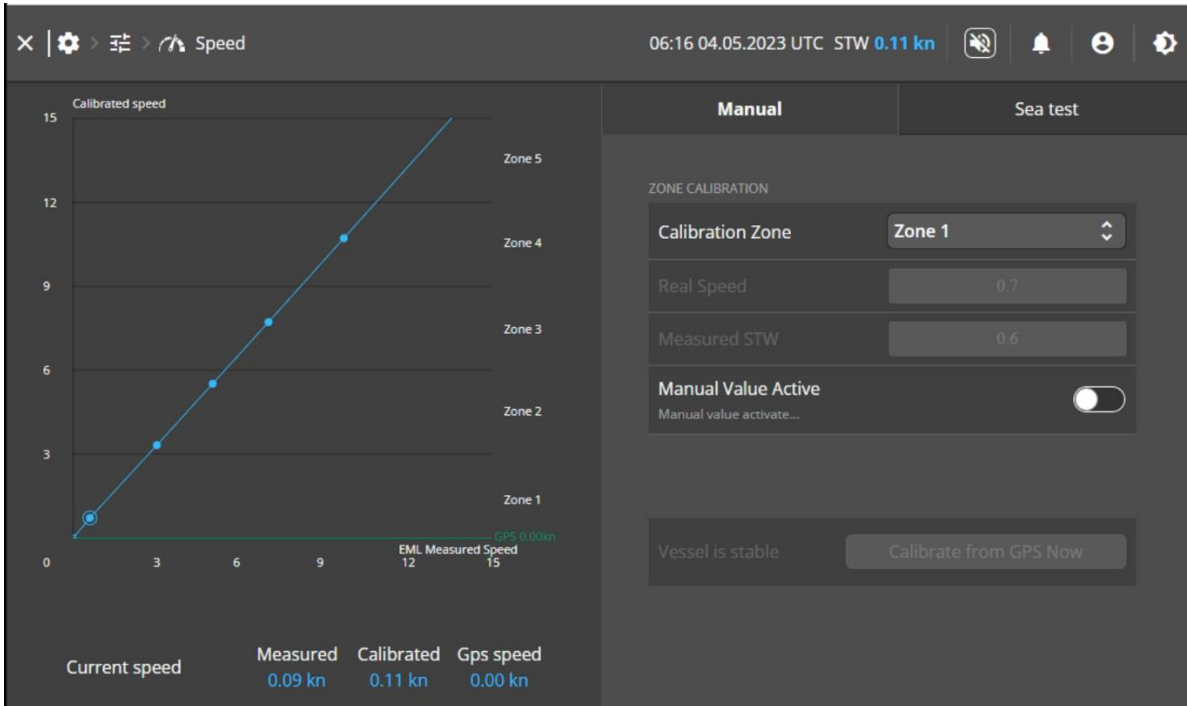 Speed
06:16 04.05.2023 UTC STW 0.11 kn
Calibrated speed
15
12
9
6
3
Zone 5
Zone 4
Zone 3
Zone 2
Zone 1
GPS 0.00kn
EML Measured Speed
0 3 6 9 12 15
Current speed
Measured Calibrated Gps speed
0.09 kn 0.11 kn 0.00 kn
Manual Sea test
ZONE CALIBRATION
Calibration Zone Zone 1
Real Speed 0.7
Measured STW 0.6
Manual Value Active
Manual value activate...
Vessel is stable Calibrate from GPS Now